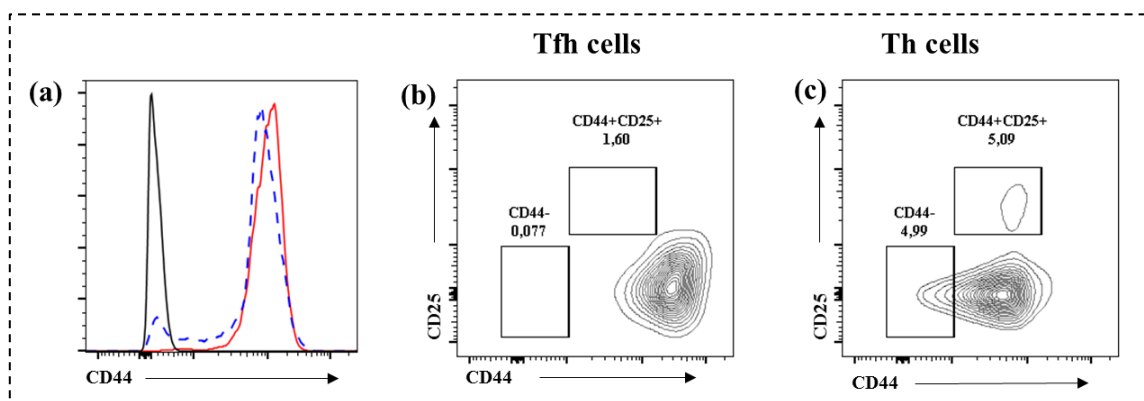 Tfh cells
Th cells
(a)
(b)
(c)
CD44+CD25+
1,60
CD44+CD25+
5,09
CD44-
0,077
CD44-
4,99
CD25
CD25
CD44
CD44
CD44